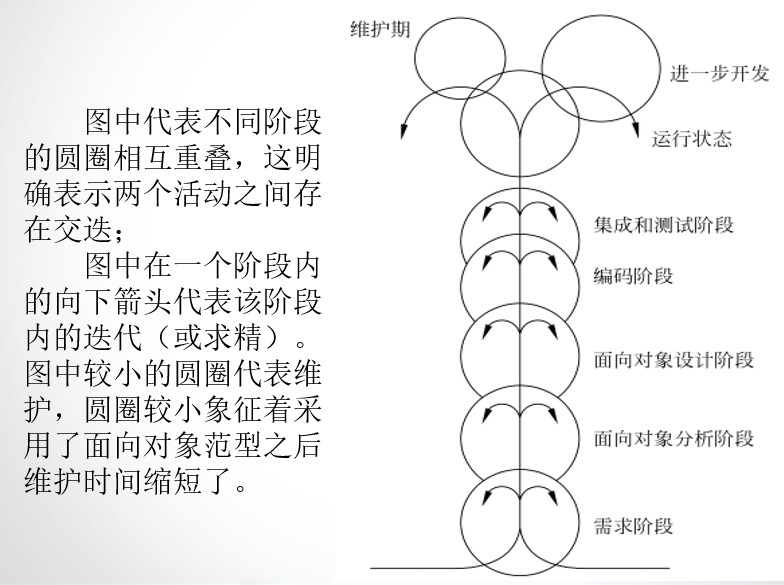 图中代表不同阶段
的圆圈相互重叠，这明
确表示两个活动之间存
在交迭；
图中在一个阶段内
的向下箭头代表该阶段
内的迭代（或求精）。
图中较小的圆圈代表维
护，圆圈较小象征着采
用了面向对象范型之后
维护时间缩短了。
维护期
进一步开发
运行状态
集成和测试阶段
编码阶段
面向对象设计阶段
面向对象分析阶段
需求阶段